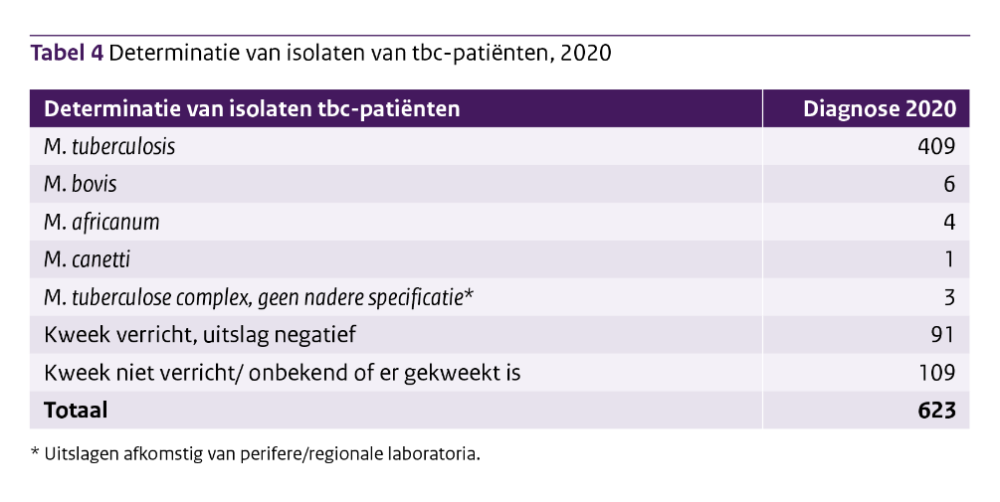 Tabel 4 Determinatie van isolaten van tbc-patiënten, 2020
Determinatie van isolaten tbc-patiënten Diagnose 2020
M. tuberculosis 409
M. bovis 6
M. africanum 4
M. canetti 1
M. tuberculose complex, geen nadere specificatie* 3
Kweek verricht, uitslag negatief 91
Kweek niet verricht/ onbekend of er gekweekt is 109
Totaal 623
* Uitslagen afkomstig van perifere/regionale laboratoria.